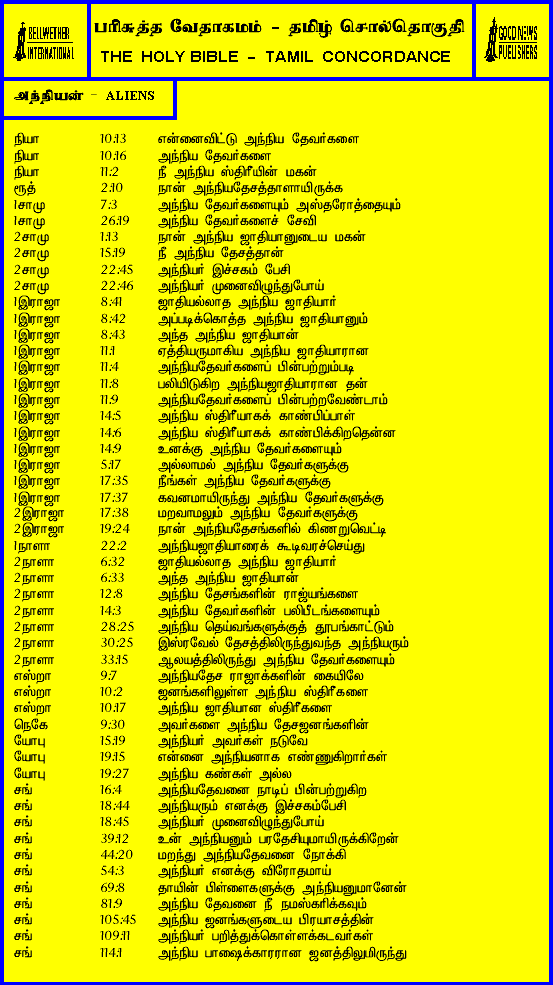 BELLWETHER
INTERNATIONAL
பரிசுத்த வேதாகமம் - தமிழ் சொல்தொகுதி
THE HOLY BIBLE - TAMIL CONCORDANCE
GOOD NEWS
PUBLISHERS
அந்நியன் - ALIENS
நியா 10:13 என்னைவிட்டு அந்நிய தேவர்களை
நியா 10:16 அந்நிய தேவர்களை
நியா 11:2 நீ அந்நிய ஸ்திரீயின் மகன்
ரூத் 2:10 நான் அந்நியதேசத்தாளாயிருக்க
1சாமு 7:3 அந்நிய தேவர்களையும் அஸ்தரோத்தையும்
1சாமு 26:19 அந்நிய தேவர்களைச் சேவி
2சாமு 1:13 நான் அந்நிய ஜாதியானுடைய மகன்
2சாமு 15:19 நீ அந்நிய தேசத்தான்
2சாமு 22:45 அந்நியர் இச்சகம் பேசி
2சாமு 22:46 அந்நியர் முனைவிழுந்துபோய்
1இராஜா 8:41 ஜாதியல்லாத அந்நிய ஜாதியார்
1இராஜா 8:42 அப்படிக்கொத்த அந்நிய ஜாதியானும்
1இராஜா 8:43 அந்த அந்நிய ஜாதியான்
1இராஜா 11:1 ஏத்தியருமாகிய அந்நிய ஜாதியாரான
1இராஜா 11:4 அந்நியதேவர்களைப் பின்பற்றும்படி
1இராஜா 11:8 பலியிடுகிற அந்நியஜாதியாரான தன்
1இராஜா 11:9 அந்நியதேவர்களைப் பின்பற்றவேண்டாம்
1இராஜா 14:5 அந்நிய ஸ்திரீயாகக் காண்பிப்பாள்
1இராஜா 14:6 அந்நிய ஸ்திரீயாகக் காண்பிக்கிறதென்ன
1இராஜா 14:9 உனக்கு அந்நிய தேவர்களையும்
1இராஜா 5:17 அல்லாமல் அந்நிய தேவர்களுக்கு
1இராஜா 17:35 நீங்கள் அந்நிய தேவர்களுக்கு
1இராஜா 17:37 கவனமாயிருந்து அந்நிய தேவர்களுக்கு
2இராஜா 17:38 மறவாமலும் அந்நிய தேவர்களுக்கு
2இராஜா 19:24 நான் அந்நியதேசங்களில் கிணறுவெட்டி
1நாளா 22:2 அந்நியஜாதியாரைக் கூடிவரச்செய்து
2நாளா 6:32 ஜாதியல்லாத அந்நிய ஜாதியார்
2நாளா 6:33 அந்த அந்நிய ஜாதியான்
2நாளா 12:8 அந்நிய தேசங்களின் ராஜ்யங்களை
2நாளா 14:3 அந்நிய தேவர்களின் பலிபீடங்களையும்
2நாளா 28:25 அந்நிய தெய்வங்களுக்குத் தூபங்காட்டும்
2நாளா 30:25 இஸ்ரவேல் தேசத்திலிருந்துவந்த அந்நியரும்
2நாளா 33:15 ஆலயத்திலிருந்து அந்நிய தேவர்களையும்
எஸ்றா 9:7 அந்நியதேச ராஜாக்களின் கையிலே
எஸ்றா 10:2 ஜனங்களிலுள்ள அந்நிய ஸ்திரீகளை
எஸ்றா 10:17 அந்நிய ஜாதியான ஸ்திரீகளை
நெகே 9:30 அவர்களை அந்நிய தேசஜனங்களின்
யோபு 15:19 அந்நியர் அவர்கள் நடுவே
யோபு 19:15 என்னை அந்நியனாக எண்ணுகிறார்கள்
யோபு 19:27 அந்நிய கண்கள் அல்ல
சங் 16:4 அந்நியதேவனை நாடிப் பின்பற்றுகிற
சங் 18:44 அந்நியரும் எனக்கு இச்சகம்பேசி
சங் 18:45 அந்நியர் முனைவிழுந்துபோய்
சங் 39:12 உன் அந்நியனும் பரதேசியுமாயிருக்கிறேன்
சங் 44:20 மறந்து அந்நியதேவனை நோக்கி
சங் 54:3 அந்நியர் எனக்கு விரோதமாய்
சங் 69:8 தாயின் பிள்ளைகளுக்கு அந்நியனுமானேன்
சங் 81:9 அந்நிய தேவனை நீ நமஸ்கரிக்கவும்
சங் 105:45 அந்நிய ஜனங்களுடைய பிரயாசத்தின்
சங் 109:11 அந்நியர் பறித்துக்கொள்ளக்கடவர்கள்
சங் 114:1 அந்நிய பாஷைக்காரரான ஜனத்திலுமிருந்து